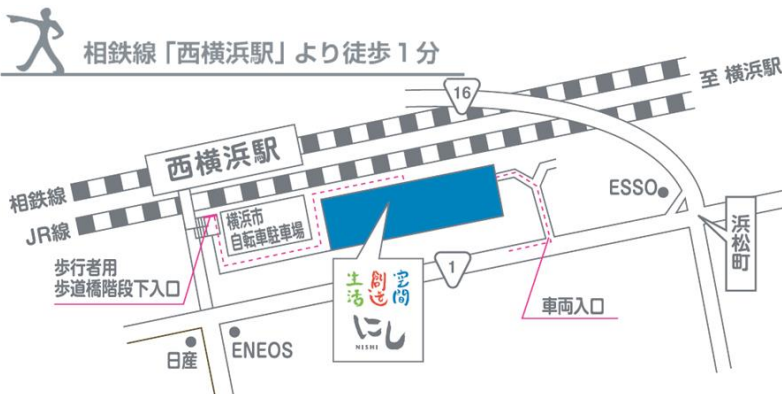 相鉄線「西横浜駅」より徒歩1分
16
至 横浜駅
西横浜駅
相鉄線
JR線
横浜市
自転車駐車場
ESSO
浜松町
歩行者用
歩道橋階段下入口
1
生活
創造
空間
にし
NISHI
車両入口
日産
ENEOS